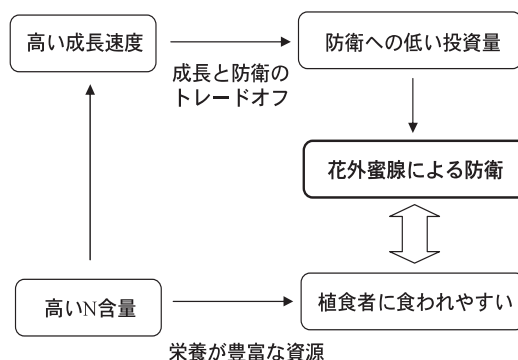 高い成長速度
防衛への低い投資量
成長と防衛の
トレードオフ
花外蜜腺による防衛
高いN含量
植食者に食われやすい
栄養が豊富な資源